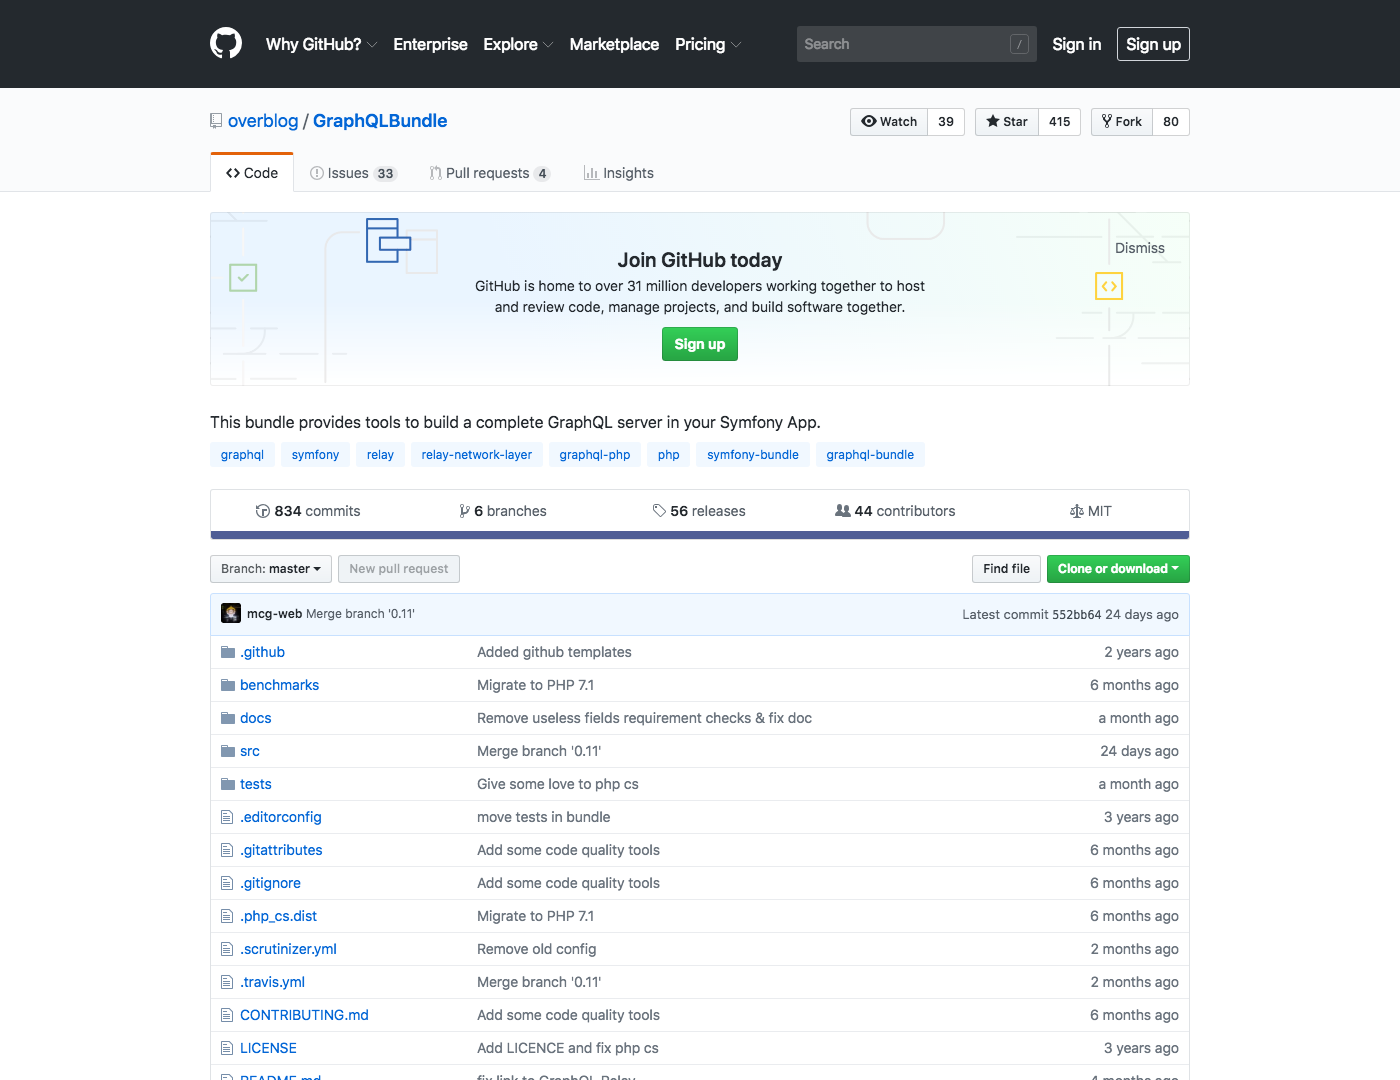 Why GitHub? Enterprise Explore Marketplace Pricing Search / Sign in Sign up
overblog / GraphQLBundle Watch 39 Star 415 Fork 80
Code Issues 33 Pull requests 4 Insights
Dismiss
Join GitHub today
GitHub is home to over 31 million developers working together to host
and review code, manage projects, and build software together.
Sign up
This bundle provides tools to build a complete GraphQL server in your Symfony App.
graphql symfony relay relay-network-layer graphql-php php symfony-bundle graphql-bundle
834 commits 6 branches 56 releases 44 contributors MIT
Branch: master New pull request Find file Clone or download
mcg-web Merge branch '0.11' Latest commit 552bb64 24 days ago
.github Added github templates 2 years ago
benchmarks Migrate to PHP 7.1 6 months ago
docs Remove useless fields requirement checks & fix doc a month ago
src Merge branch '0.11' 24 days ago
tests Give some love to php cs a month ago
.editorconfig move tests in bundle 3 years ago
.gitattributes Add some code quality tools 6 months ago
.gitignore Add some code quality tools 6 months ago
.php_cs.dist Migrate to PHP 7.1 6 months ago
.scrutinizer.yml Remove old config 2 months ago
.travis.yml Merge branch '0.11' 2 months ago
CONTRIBUTING.md Add some code quality tools 6 months ago
LICENSE Add LICENCE and fix php cs 3 years ago
README.md fix link to GraphQL Relay 4 months ago